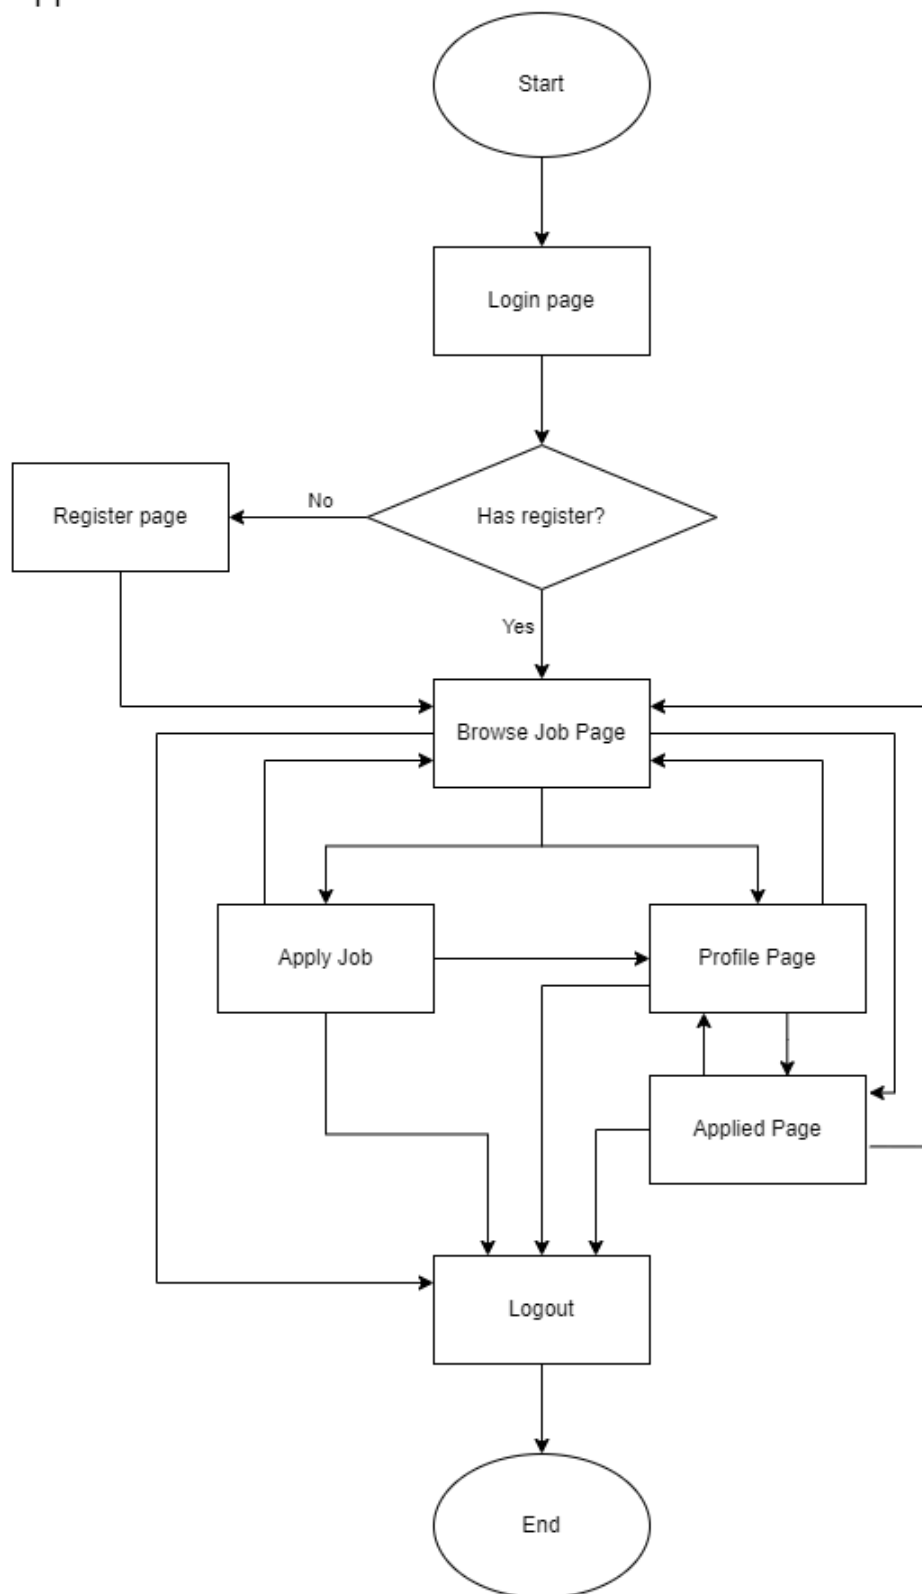 Start
Login page
Has register?
No
Register page
Yes
Browse Job Page
Apply Job
Profile Page
Applied Page
Logout
End